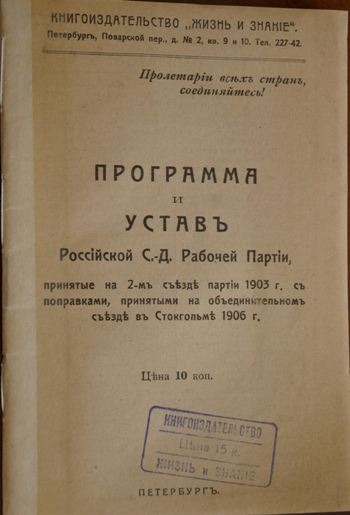 КНИГОИЗДАТЕЛЬСТВО „ЖИЗНЬ И ЗНАНІЕ“.
Петербургъ, Поварской пер., д. № 2, кв. 9 и 10. Тел. 227-42.
Пролетаріи всѣхъ странъ,
соединяйтесь!
ПРОГРАММА
И
УСТАВЪ
Россійской С.-Д. Рабочей Партіи,
принятые на 2-мъ съѣздѣ партіи 1903 г. съ
поправками, принятыми на объединительномъ
съѣздѣ въ Стокгольмѣ 1906 г.
Цѣна 10 коп.
КНИГОИЗДАТЕЛЬСТВО
Цѣна 15 к.
ЖИЗНЬ и ЗНАНІЕ
ПЕТЕРБУРГЪ.